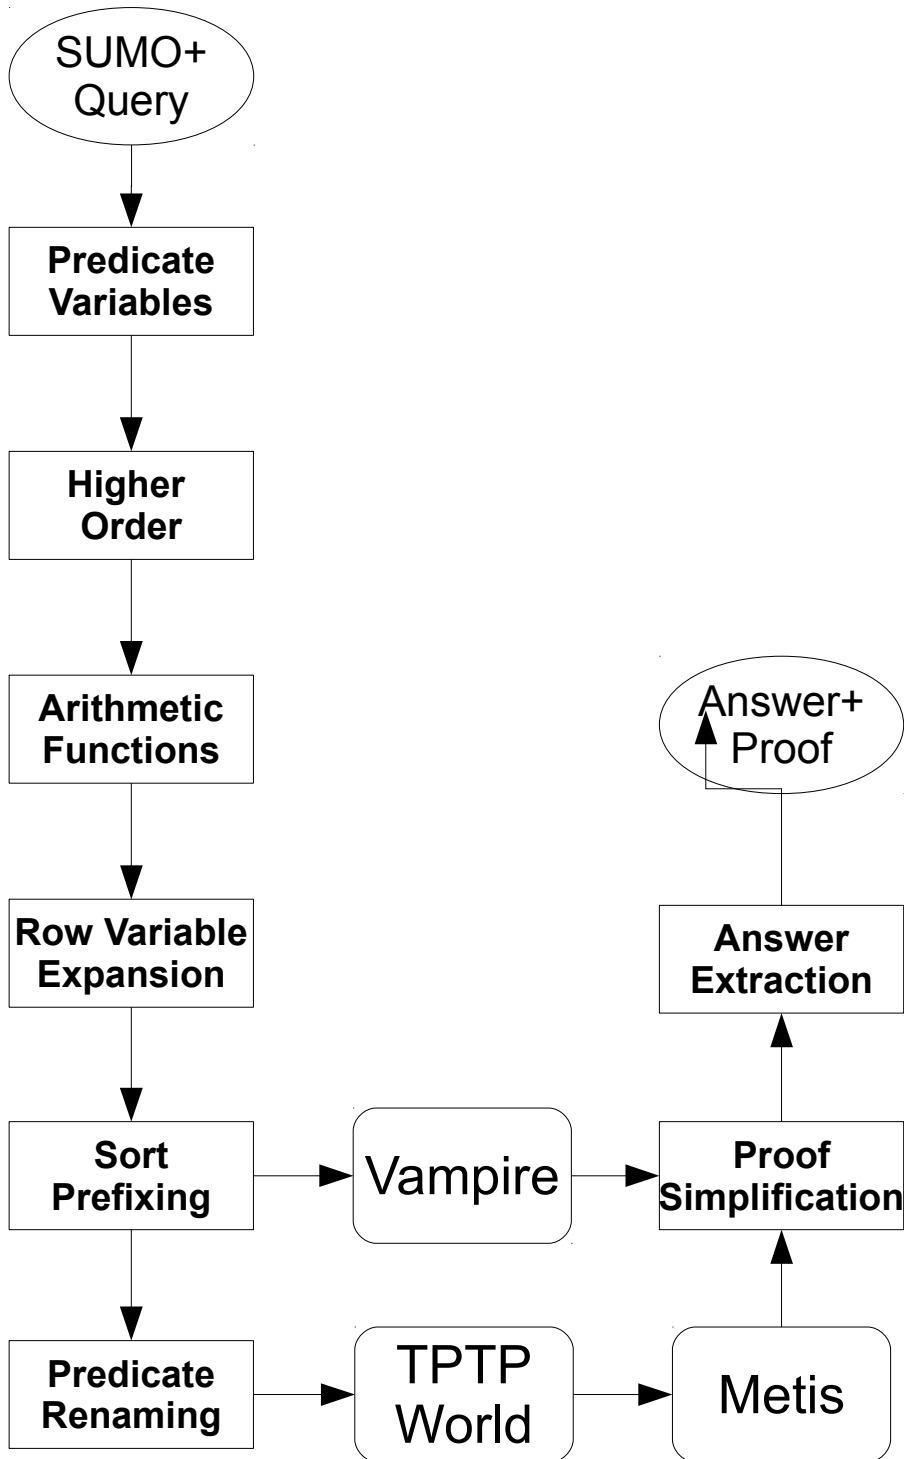 SUMO+
Query
Predicate
Variables
Higher
Order
Arithmetic
Functions
Answer+
Proof
Row Variable
Expansion
Answer
Extraction
Sort
Prefixing
Vampire
Proof
Simplification
Predicate
Renaming
TPTP
World
Metis